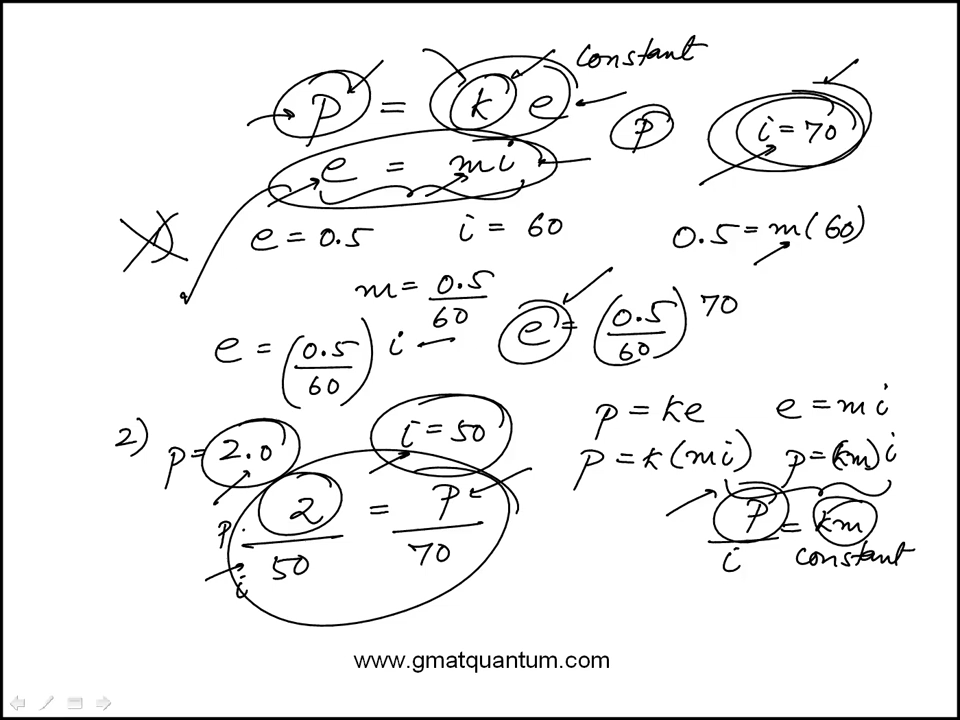 constant
P = k e
P
i = 70
e = mi
1)
e = 0.5
i = 60
0.5 = m(60)
m = 0.5/60
e = (0.5/60) i
e = (0.5/60) 70
2)
P = 2.0
i = 50
P 2/50 = P/70
i
P = ke
e = mi
P = k(mi)
P = (km) i
P/i = km
constant
www.gmatquantum.com